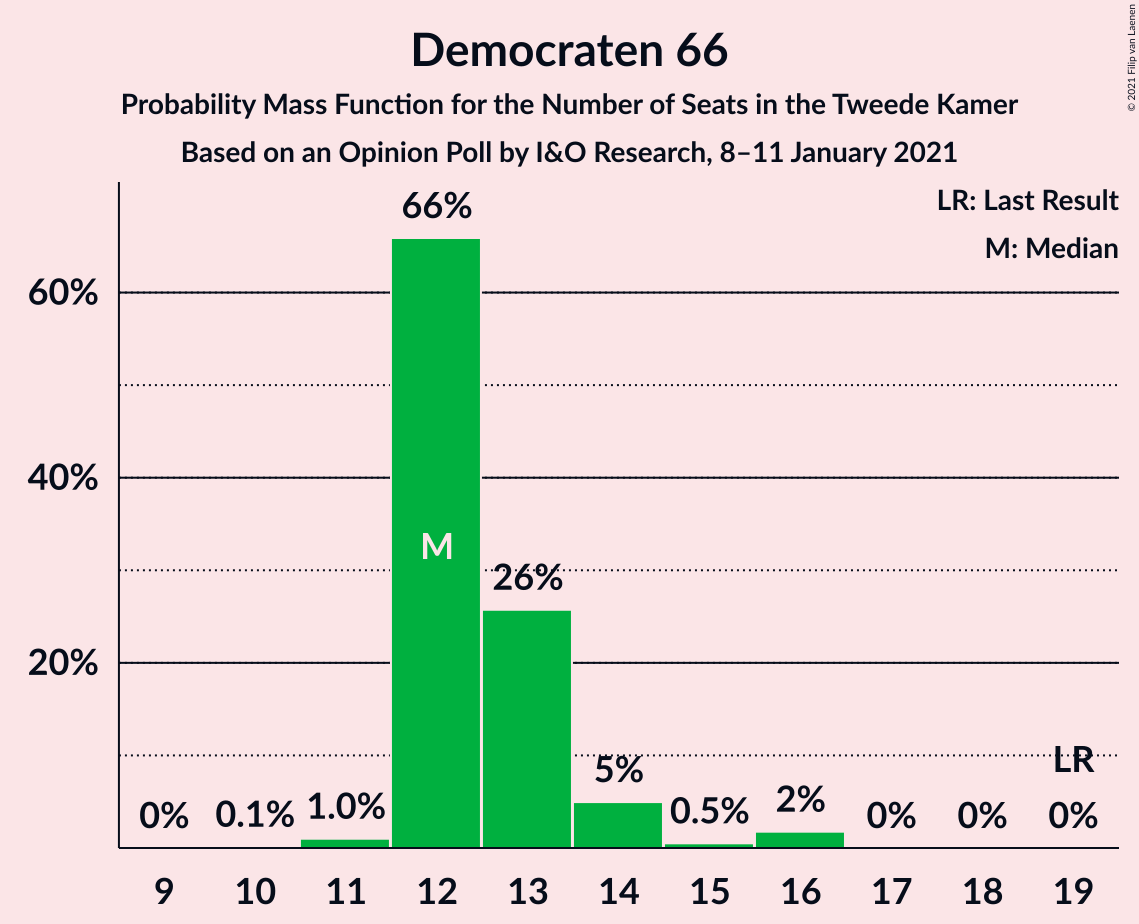 Democraten 66
Probability Mass Function for the Number of Seats in the Tweede Kamer
Based on an Opinion Poll by I&O Research, 8–11 January 2021
© 2021 Filip van Laenen
LR: Last Result
M: Median
60%
40%
20%
0%
0.1%
1.0%
66%
M
26%
5%
0.5%
2%
0%
0%
LR
0%
9 10 11 12 13 14 15 16 17 18 19